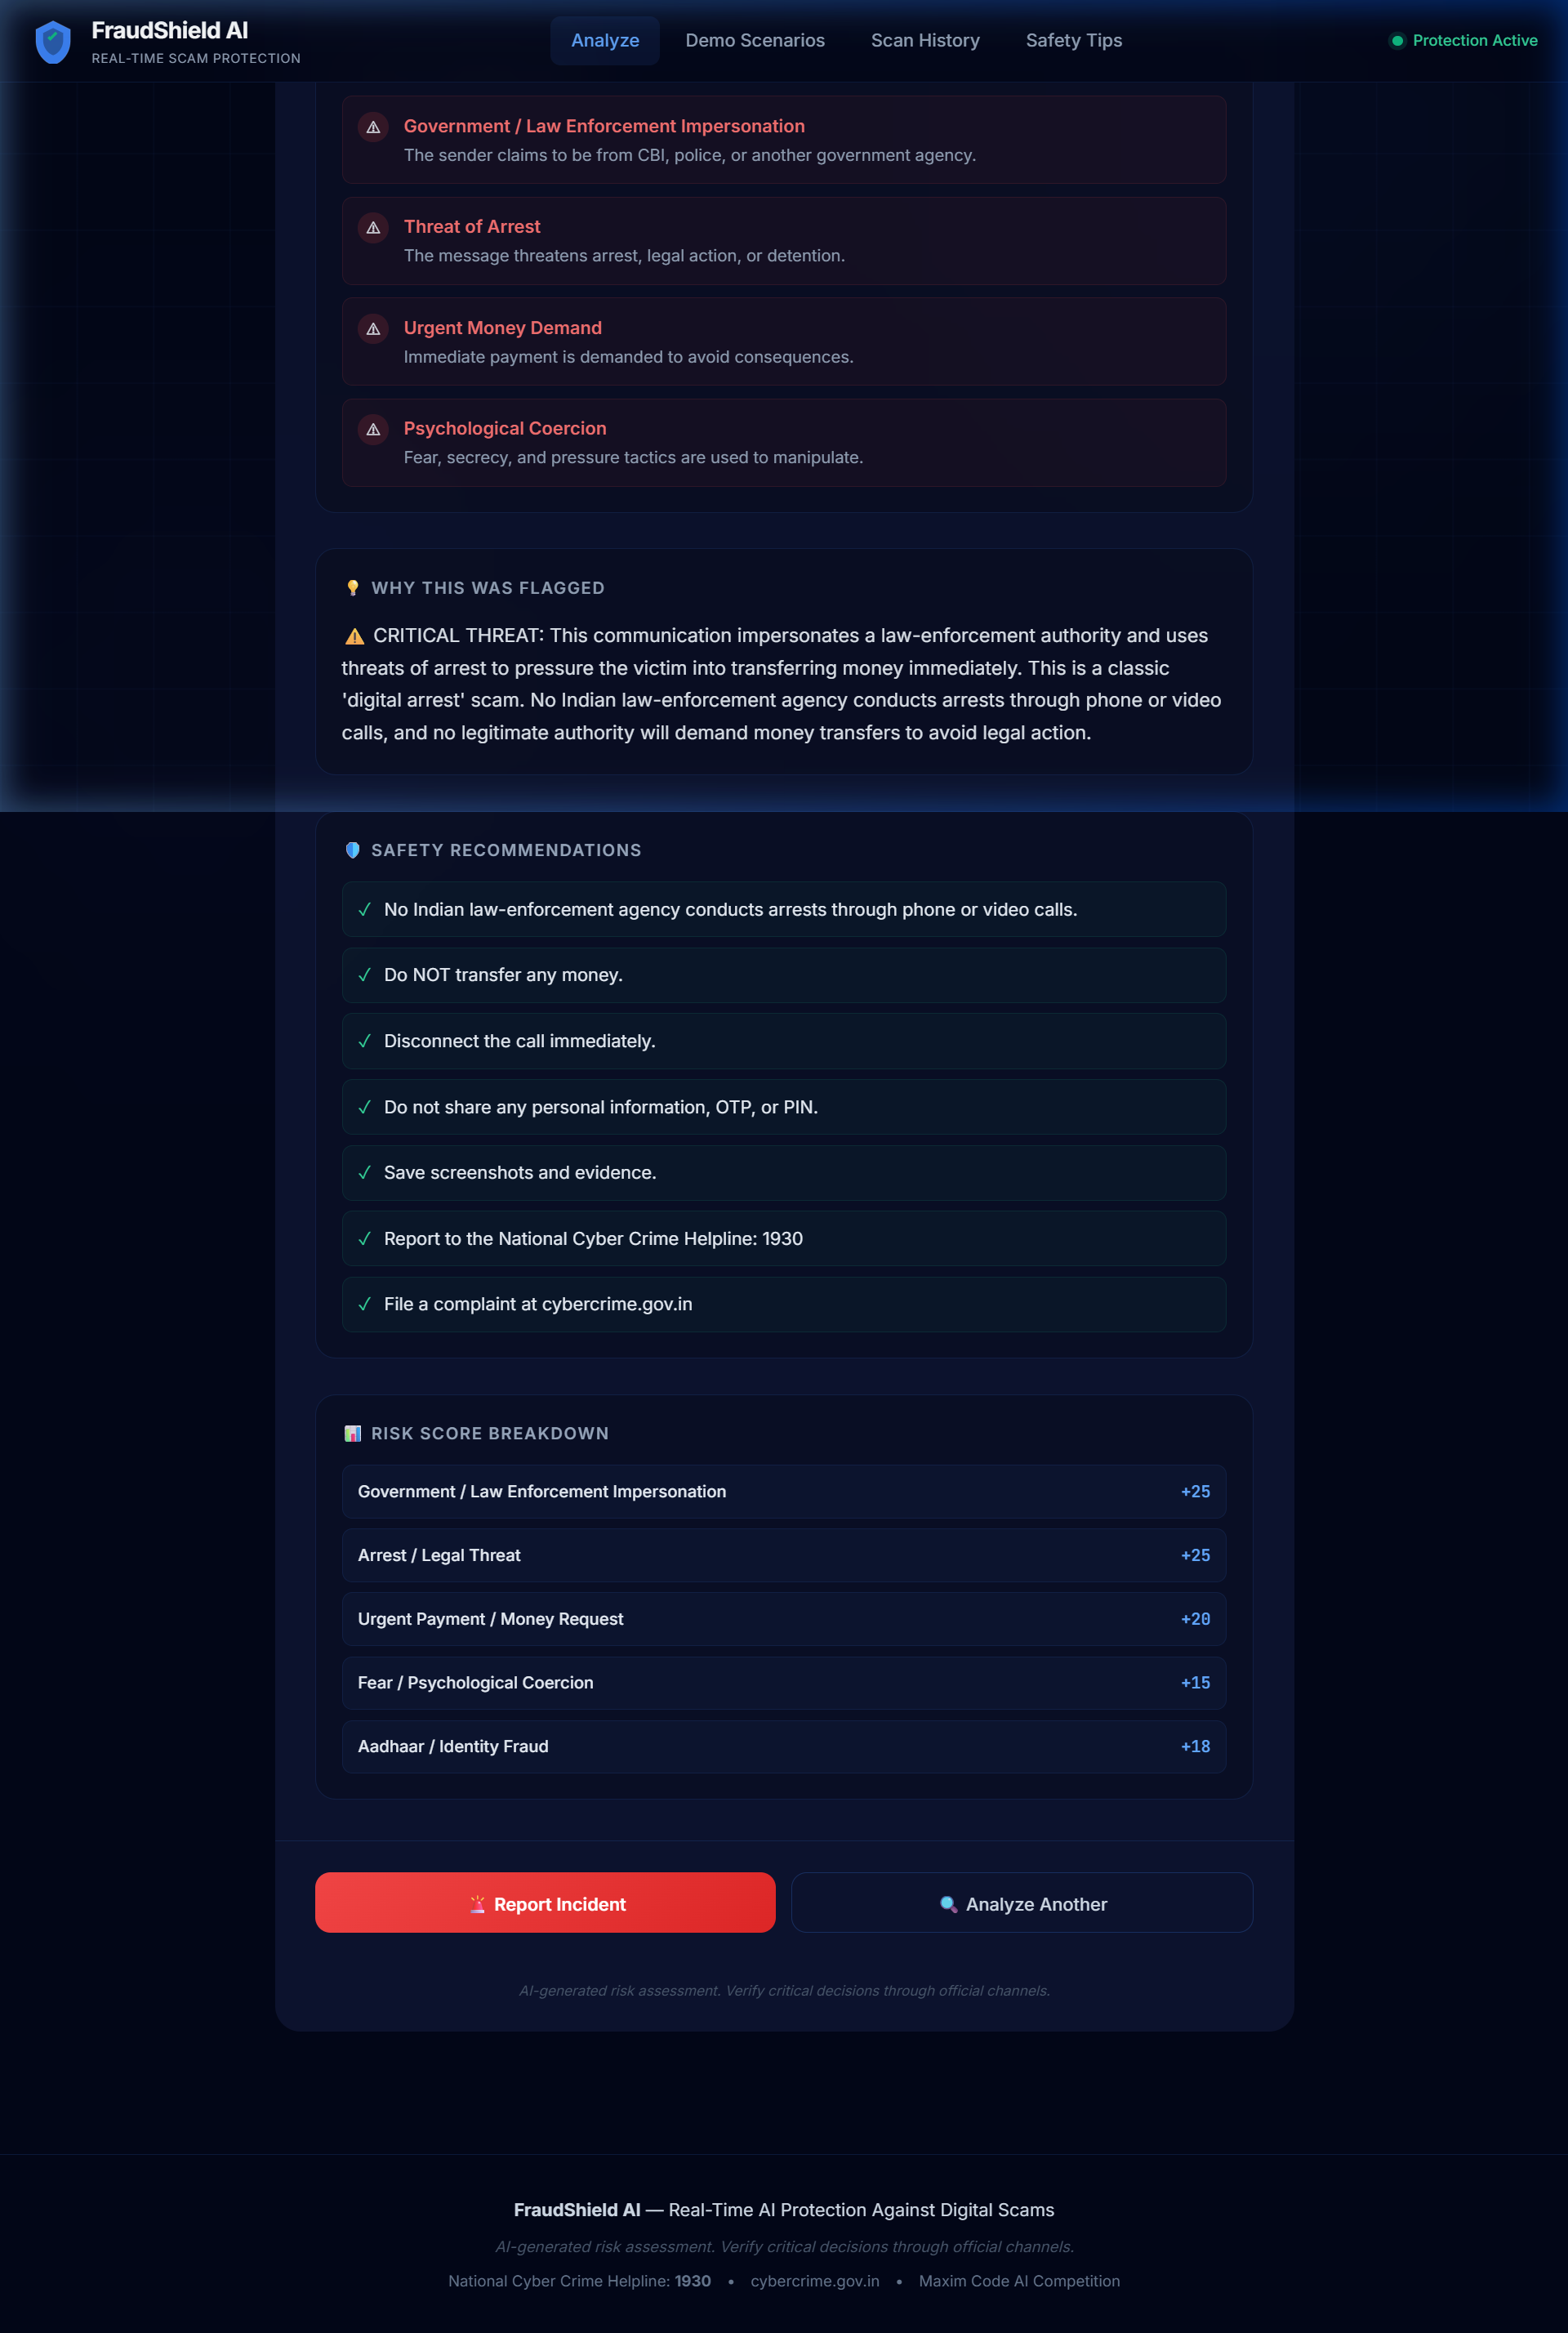 FraudShield AI
REAL-TIME SCAM PROTECTION
Analyze
Demo Scenarios
Scan History
Safety Tips
Protection Active
Government / Law Enforcement Impersonation
The sender claims to be from CBI, police, or another government agency.
Threat of Arrest
The message threatens arrest, legal action, or detention.
Urgent Money Demand
Immediate payment is demanded to avoid consequences.
Psychological Coercion
Fear, secrecy, and pressure tactics are used to manipulate.
WHY THIS WAS FLAGGED
⚠️ CRITICAL THREAT: This communication impersonates a law-enforcement authority and uses
threats of arrest to pressure the victim into transferring money immediately. This is a classic
'digital arrest' scam. No Indian law-enforcement agency conducts arrests through phone or video
calls, and no legitimate authority will demand money transfers to avoid legal action.
SAFETY RECOMMENDATIONS
✓ No Indian law-enforcement agency conducts arrests through phone or video calls.
✓ Do NOT transfer any money.
✓ Disconnect the call immediately.
✓ Do not share any personal information, OTP, or PIN.
✓ Save screenshots and evidence.
✓ Report to the National Cyber Crime Helpline: 1930
✓ File a complaint at cybercrime.gov.in
RISK SCORE BREAKDOWN
Government / Law Enforcement Impersonation +25
Arrest / Legal Threat +25
Urgent Payment / Money Request +20
Fear / Psychological Coercion +15
Aadhaar / Identity Fraud +18
Report Incident
Analyze Another
AI-generated risk assessment. Verify critical decisions through official channels.
FraudShield AI — Real-Time AI Protection Against Digital Scams
AI-generated risk assessment. Verify critical decisions through official channels.
National Cyber Crime Helpline: 1930 • cybercrime.gov.in • Maxim Code AI Competition